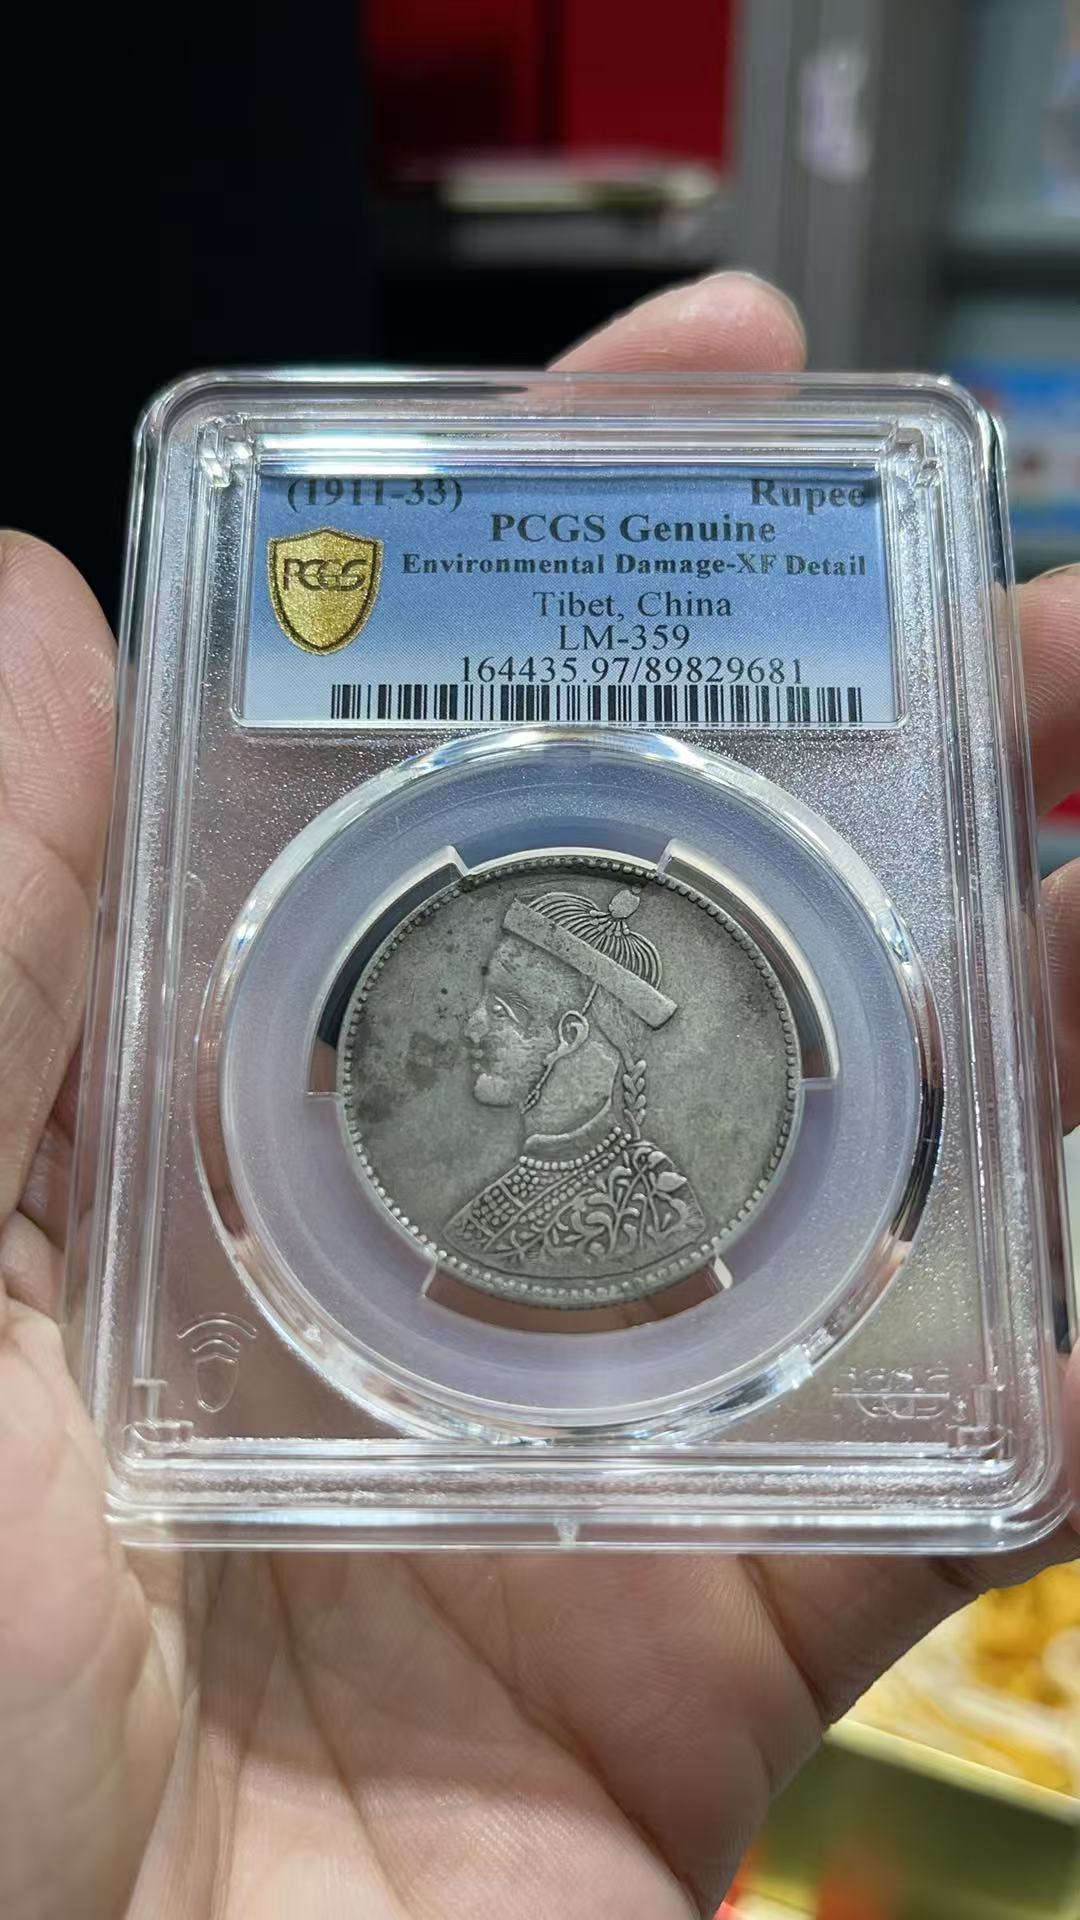 (1911-33) Rupee
PCGS Genuine
Environmental Damage-XF Detail
Tibet, China
LM-359
164435.97/89829681
PCGS